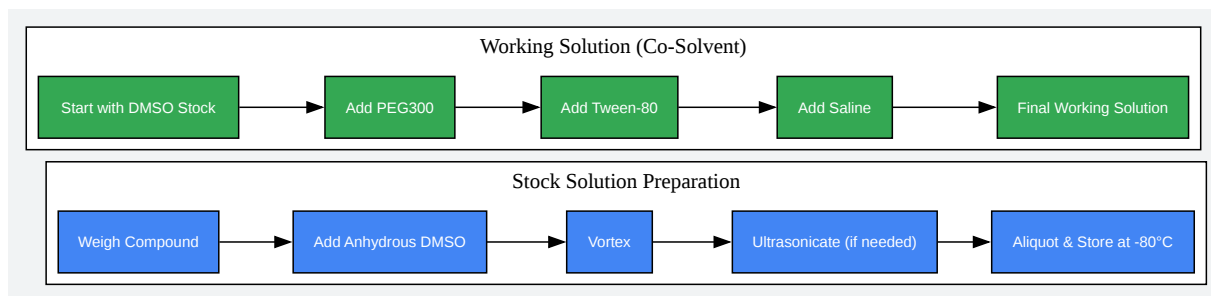 Working Solution (Co-Solvent)
Start with DMSO Stock
Add PEG300
Add Tween-80
Add Saline
Final Working Solution
Stock Solution Preparation
Weigh Compound
Add Anhydrous DMSO
Vortex
Ultrasonicate (if needed)
Aliquot & Store at -80°C